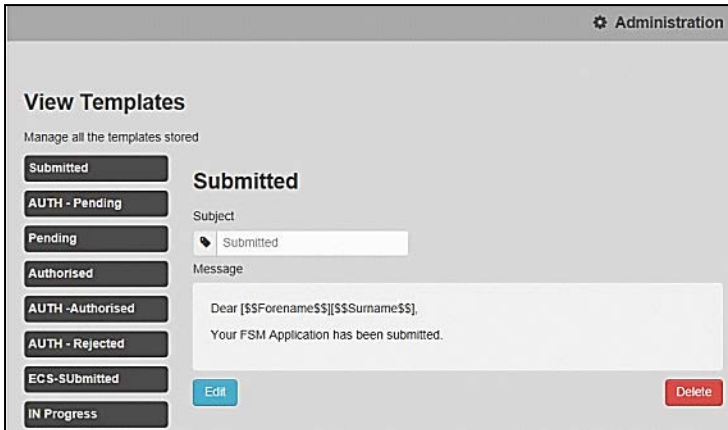 Administration
View Templates
Manage all the templates stored
Submitted
AUTH - Pending
Pending
Authorised
AUTH -Authorised
AUTH - Rejected
ECS-SUbmitted
IN Progress
Submitted
Subject
Submitted
Message
Dear [$$Forename$$][$$Surname$$],
Your FSM Application has been submitted.
Edit
Delete